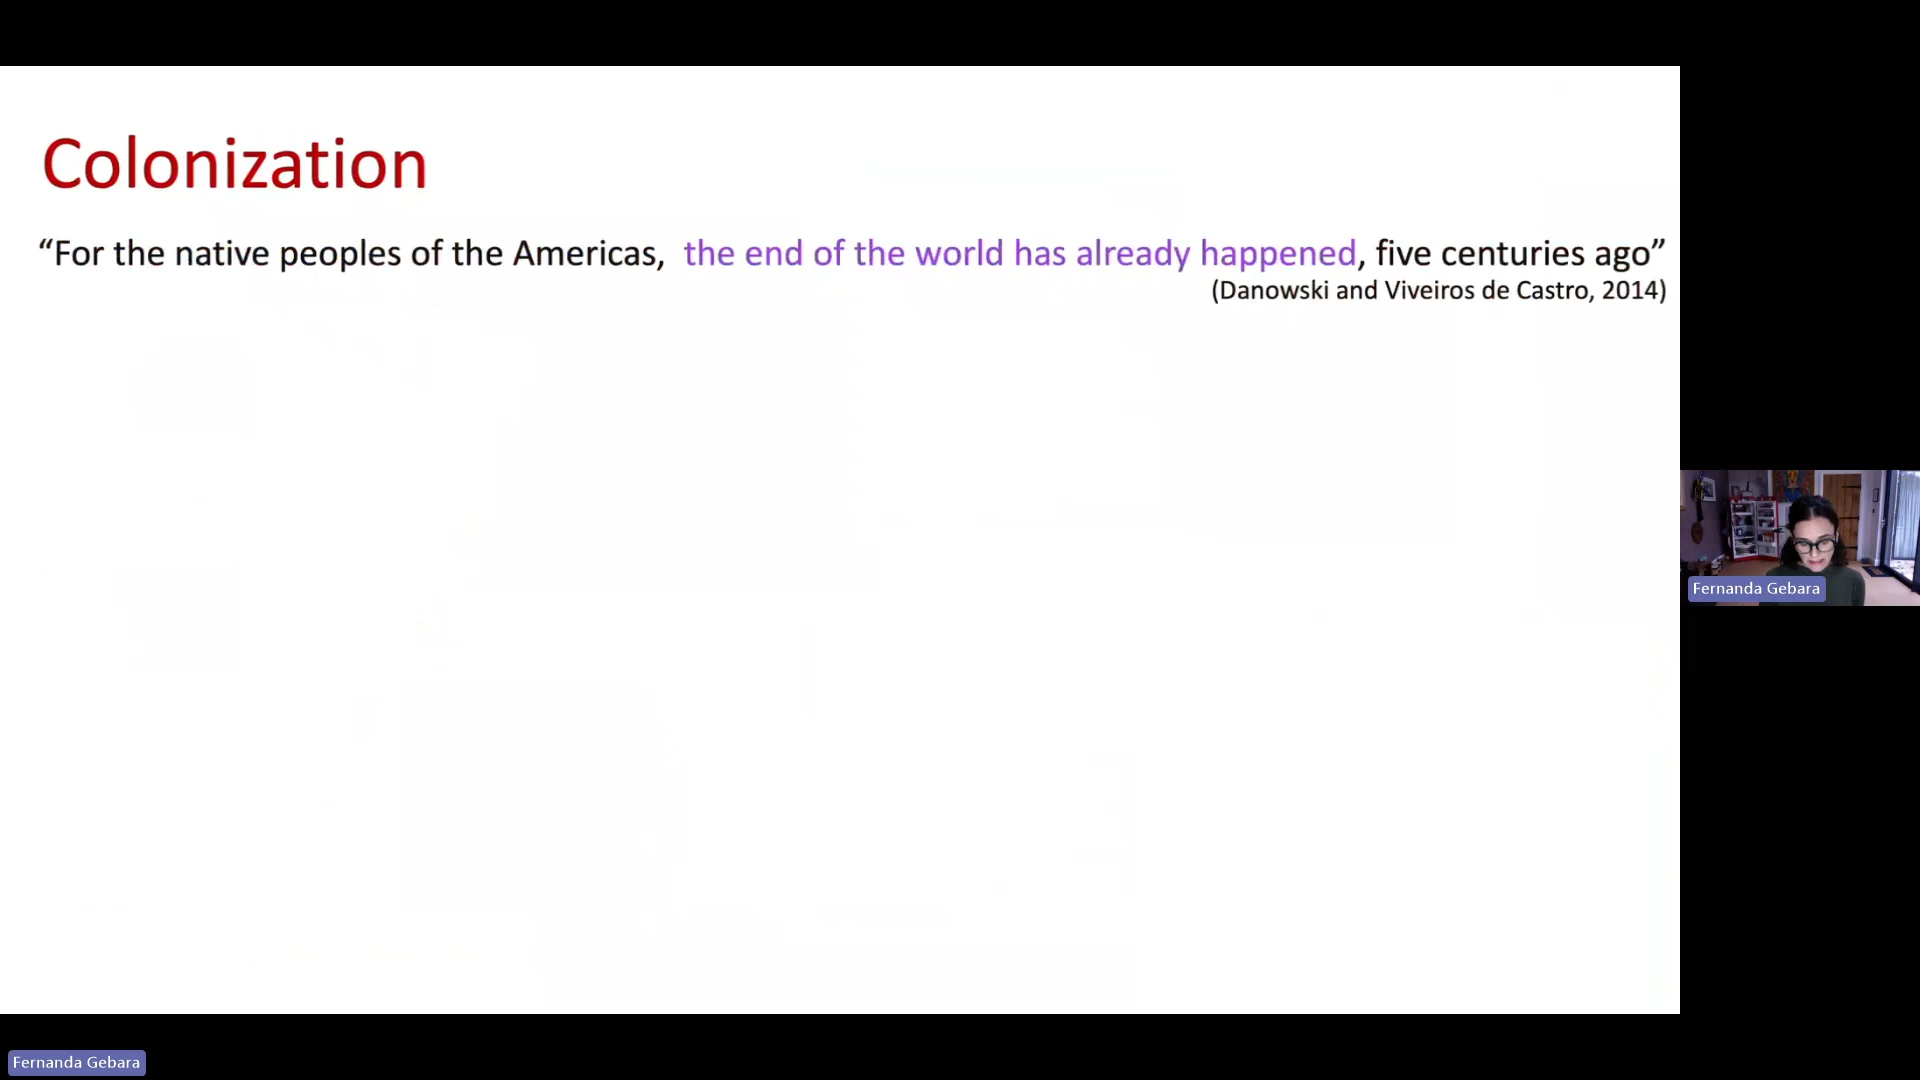 Colonization
“For the native peoples of the Americas,  the end of the world has already happened, five centuries ago”
(Danowski and Viveiros de Castro, 2014)
Fernanda Gebara
Fernanda Gebara